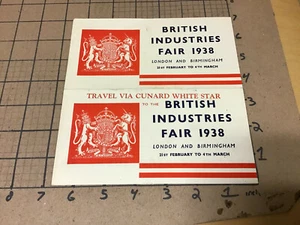 BRITISH
INDUSTRIES
FAIR 1938
LONDON AND BIRMINGHAM
21ST FEBRUARY TO 4TH MARCH
TRAVEL VIA CUNARD WHITE STAR
TO THE
BRITISH
INDUSTRIES
FAIR 1938
LONDON AND BIRMINGHAM
21ST FEBRUARY TO 4TH MARCH